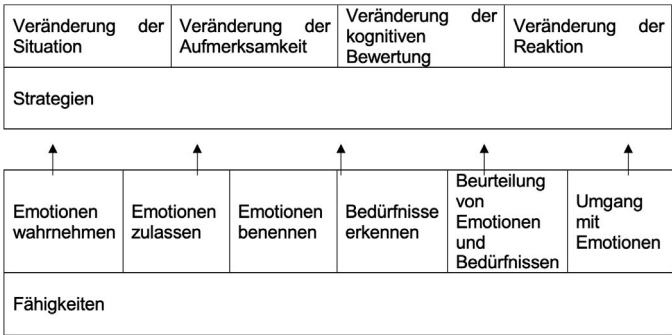 Veränderung der
Situation
Veränderung der
Aufmerksamkeit
Veränderung der
kognitiven
Bewertung
Veränderung der
Reaktion
Strategien
Emotionen
wahrnehmen
Emotionen
zulassen
Emotionen
benennen
Bedürfnisse
erkennen
Beurteilung
von
Emotionen
und
Bedürfnissen
Umgang
mit
Emotionen
Fähigkeiten